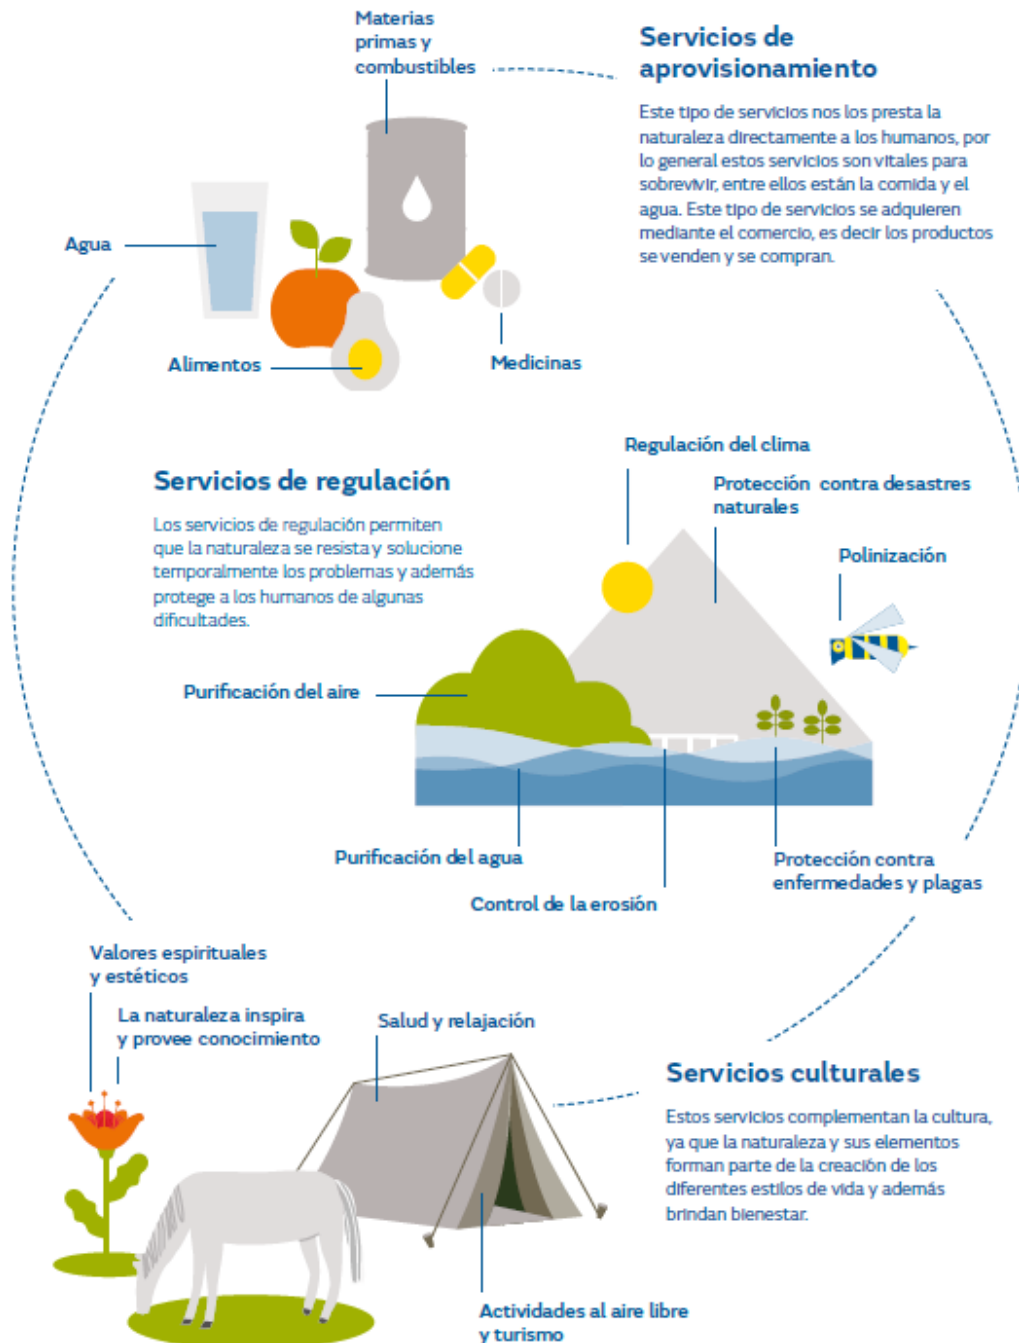 Materias
primas y
combustibles
Servicios de
aprovisionamiento
Este tipo de servicios nos los presta la
naturaleza directamente a los humanos, por
lo general estos servicios son vitales para
sobrevivir, entre ellos están la comida y el
agua. Este tipo de servicios se adquieren
mediante el comercio, es decir los productos
se venden y se compran.
Agua
Alimentos
Medicinas
Servicios de regulación
Los servicios de regulación permiten
que la naturaleza se resista y solucione
temporalmente los problemas y además
protege a los humanos de algunas
dificultades.
Regulación del clima
Protección contra desastres
naturales
Polinización
Purificación del aire
Purificación del agua
Control de la erosión
Protección contra
enfermedades y plagas
Valores espirituales
y estéticos
La naturaleza inspira
y provee conocimiento
Salud y relajación
Servicios culturales
Estos servicios complementan la cultura,
ya que la naturaleza y sus elementos
forman parte de la creación de los
diferentes estilos de vida y además
brindan bienestar.
Actividades al aire libre
y turismo